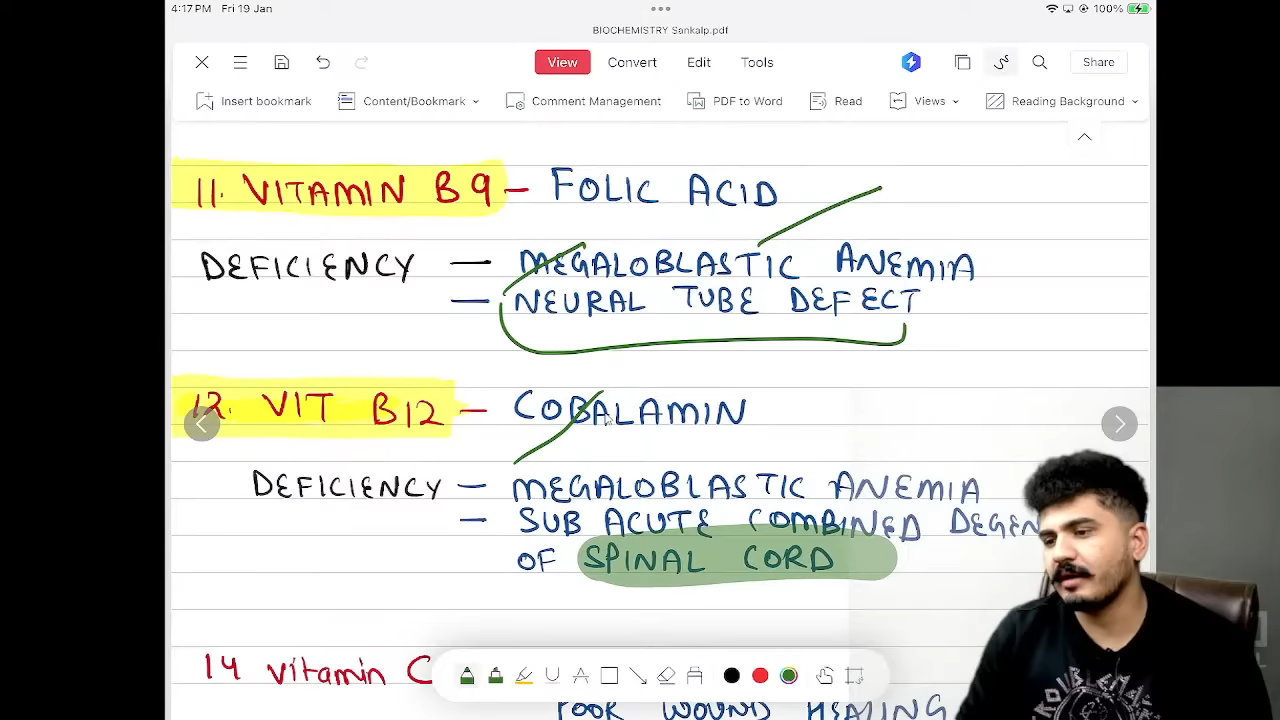 4:17 PM Fri 19 Jan
100%
BIOCHEMISTRY Sankalp.pdf
View Convert Edit Tools Share
Insert bookmark Content/Bookmark Comment Management PDF to Word Read Views Reading Background
11. VITAMIN B9 - FOLIC ACID
DEFICIENCY - MEGALOBLASTIC ANEMIA
- NEURAL TUBE DEFECT
12. VIT B12 - COBALAMIN
DEFICIENCY - MEGALOBLASTIC ANEMIA
- SUB ACUTE COMBINED DEGEN
OF SPINAL CORD
14 Vitamin C
POOR WOUND HEALING